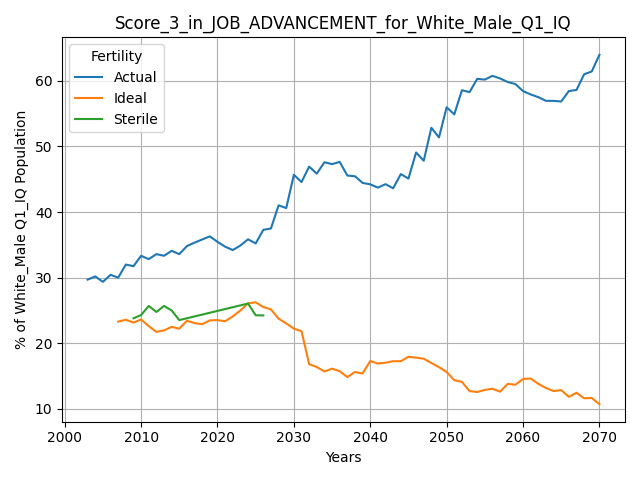 Score_3_in_JOB_ADVANCEMENT_for_White_Male_Q1_IQ
Fertility
Actual
Ideal
Sterile
% of White_Male Q1_IQ Population
60
50
40
30
20
10
2000 2010 2020 2030 2040 2050 2060 2070
Years